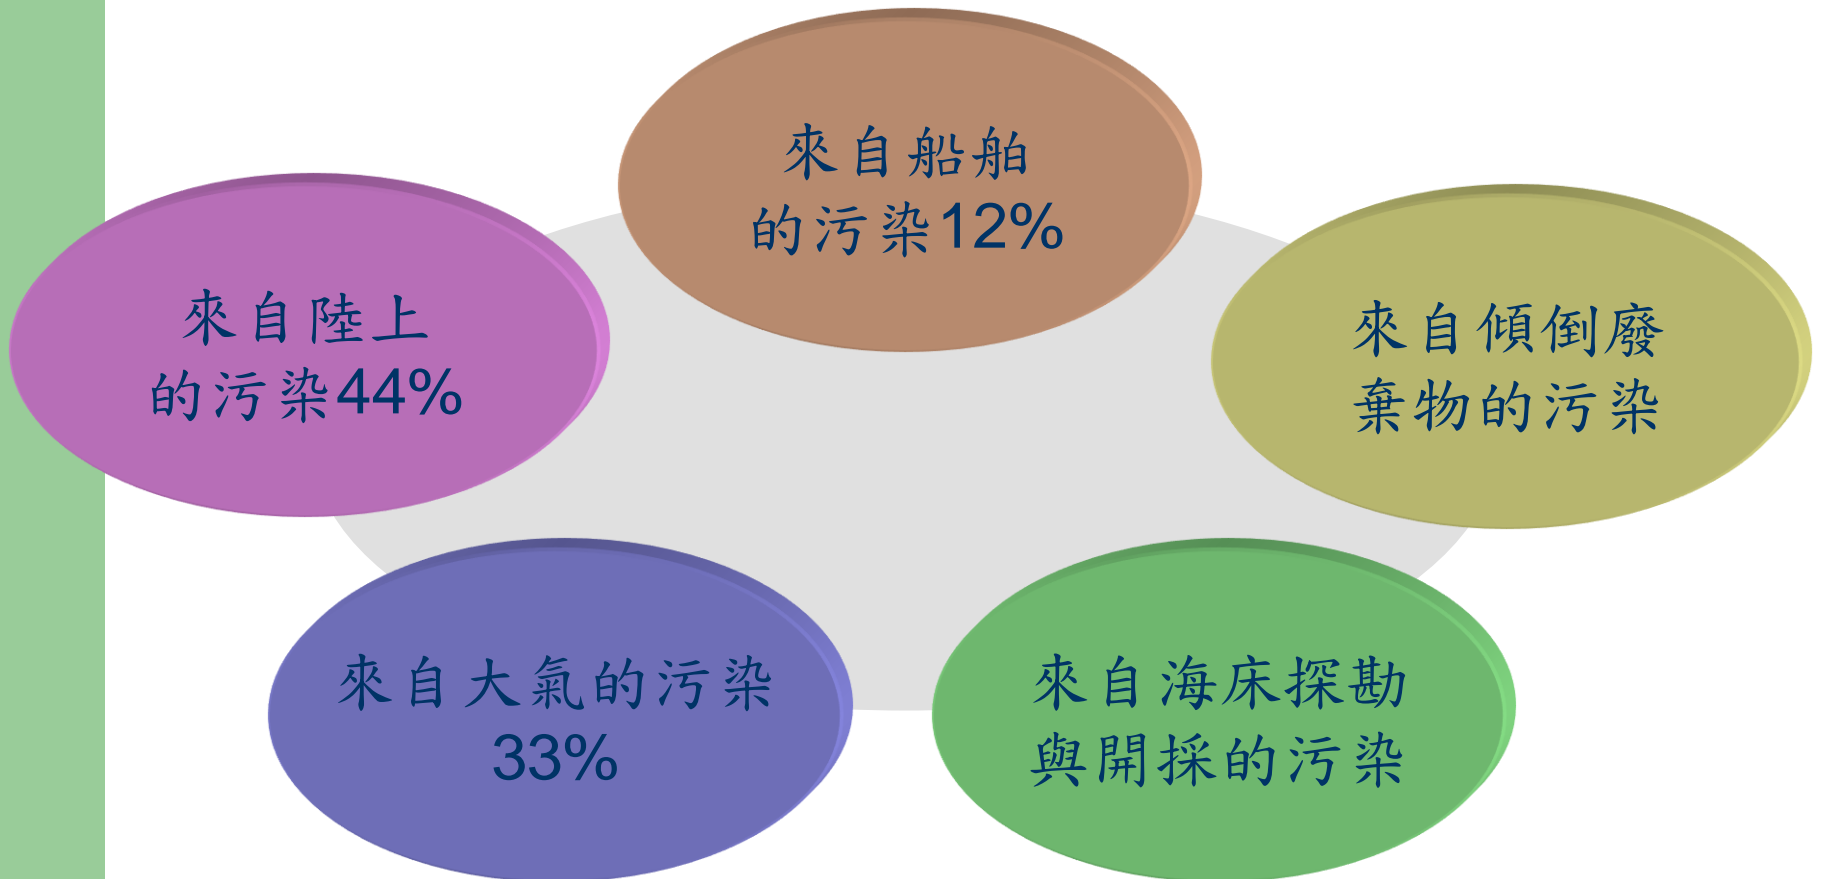 來自船舶
的污染12%
來自陸上
的污染44%
來自傾倒廢
棄物的污染
來自大氣的污染
33%
來自海床探勘
與開採的污染